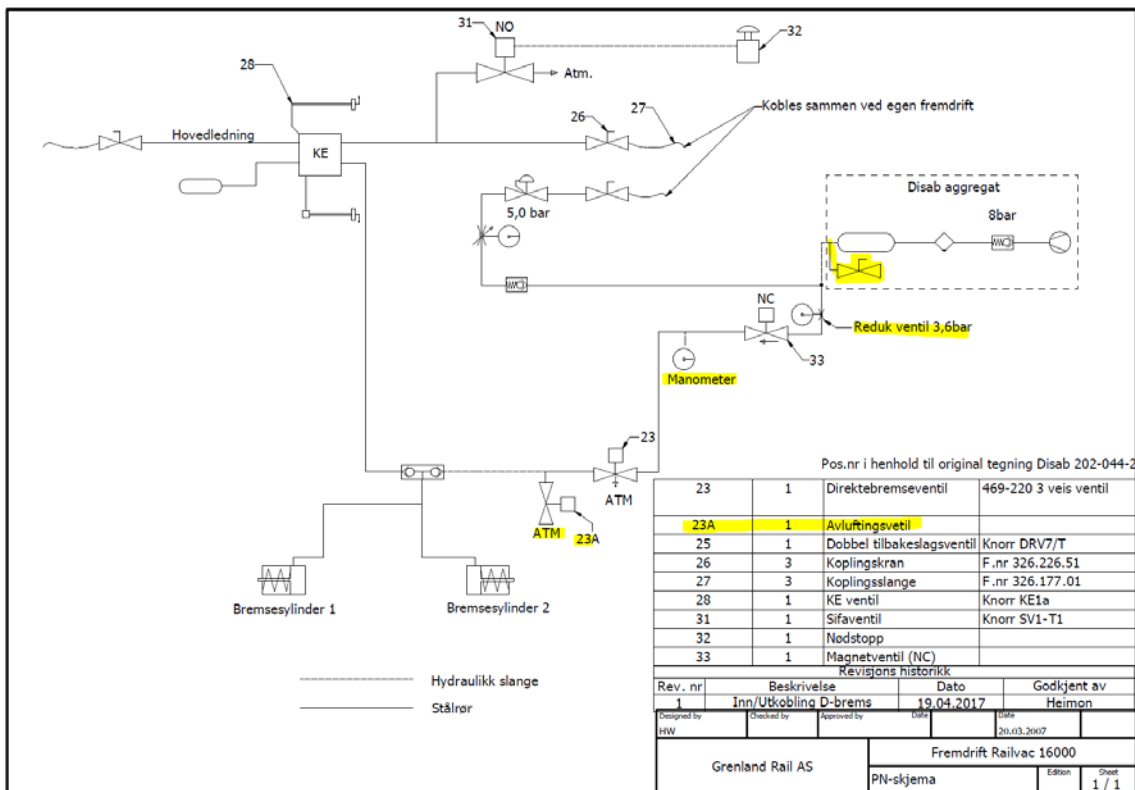 31
NO
32
28
Atm.
26
27
Kobles sammen ved egen fremdrift
Hovedledning
KE
Disab aggregat
5,0 bar
8bar
NC
Reduk ventil 3,6bar
33
Manometer
23
ATM
ATM
23A
Bremsesylinder 1
Bremsesylinder 2
Hydraulikk slange
Stålrør
Pos.nr i henhold til original tegning Disab 202-044-2
23 1 Direktebremseventil 469-220 3 veis ventil
23A 1 Avluftingsvetil
25 1 Dobbel tilbakeslagsventil Knorr DRV7/T
26 3 Koplingskran F.nr 326.226.51
27 3 Koplingsslange F.nr 326.177.01
28 1 KE ventil Knorr KE1a
31 1 Sifaventil Knorr SV1-T1
32 1 Nødstopp
33 1 Magnetventil (NC)
Revisjons historikk
Rev. nr Beskrivelse Dato Godkjent av
1 Inn/Utkobling D-brems 19.04.2017 Heimon
Designed by Checked by Approved by Date Date
HW 20.03.2007
Grenland Rail AS
Fremdrift Railvac 16000
PN-skjema
Edition Sheet
1 / 1